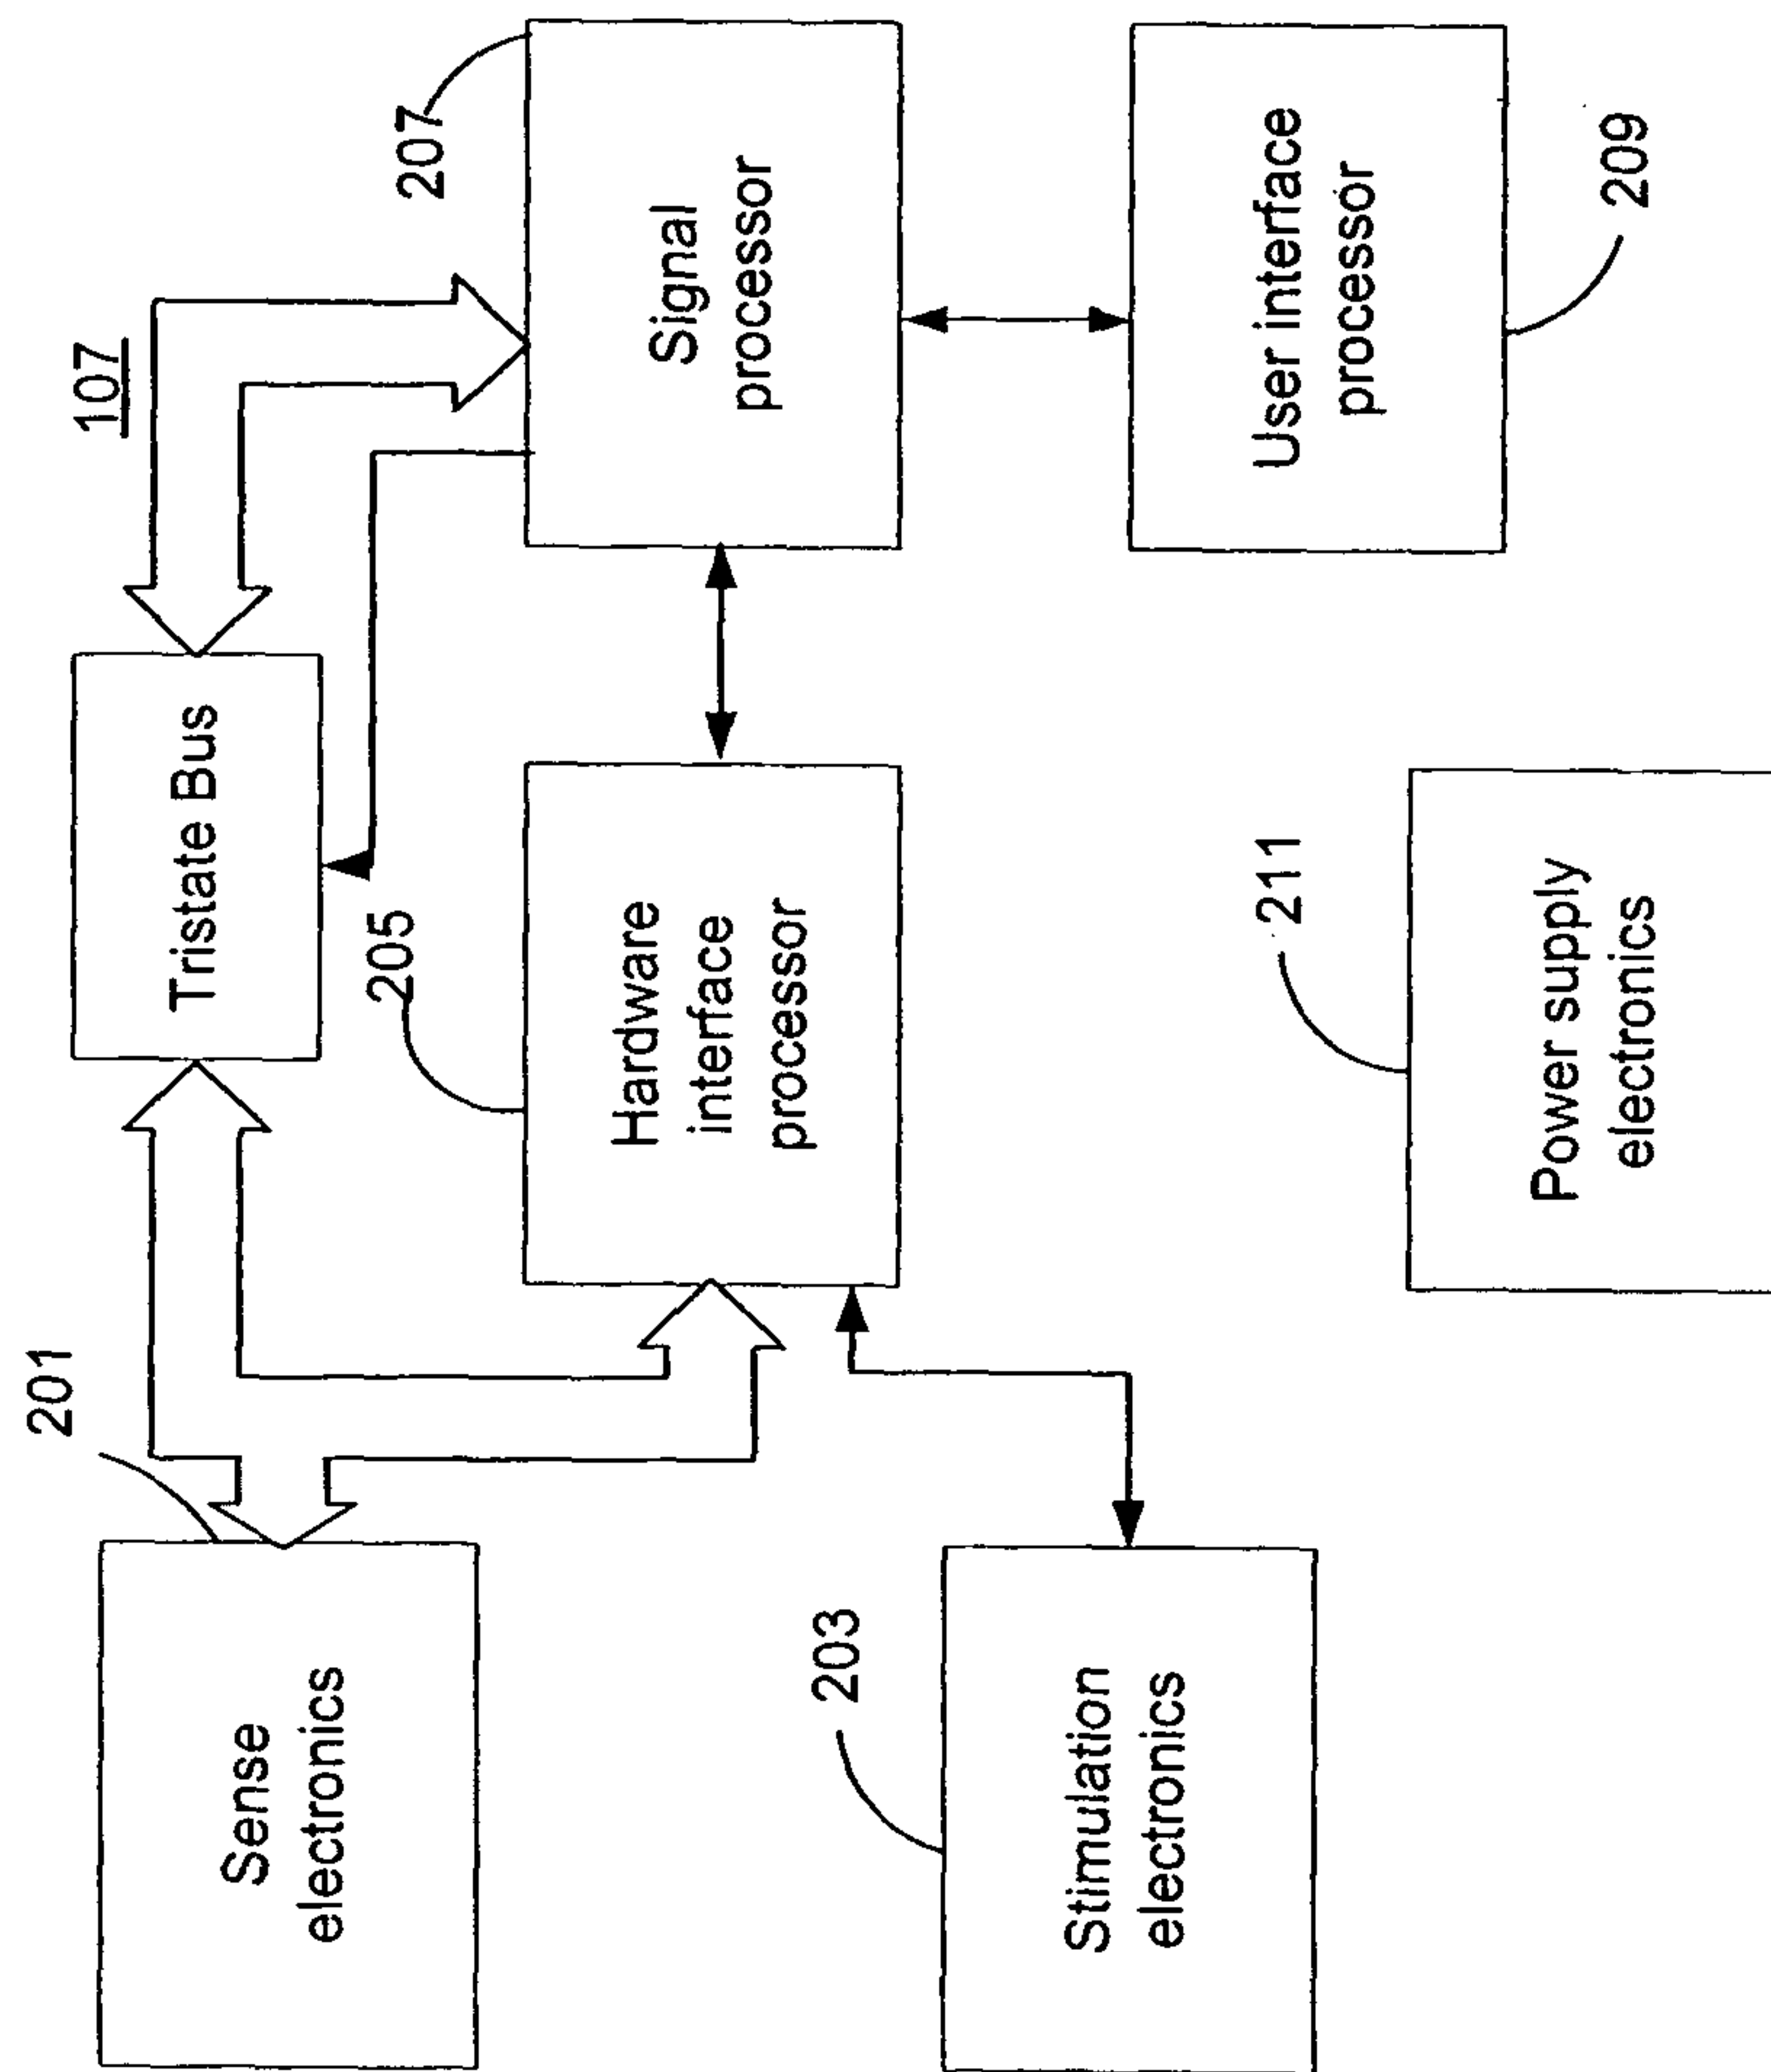 107
201
Sense
electronics
Tristate Bus
207
Signal
processor
205
Hardware
interface
processor
203
Stimulation
electronics
User interface
processor
209
211
Power supply
electronics